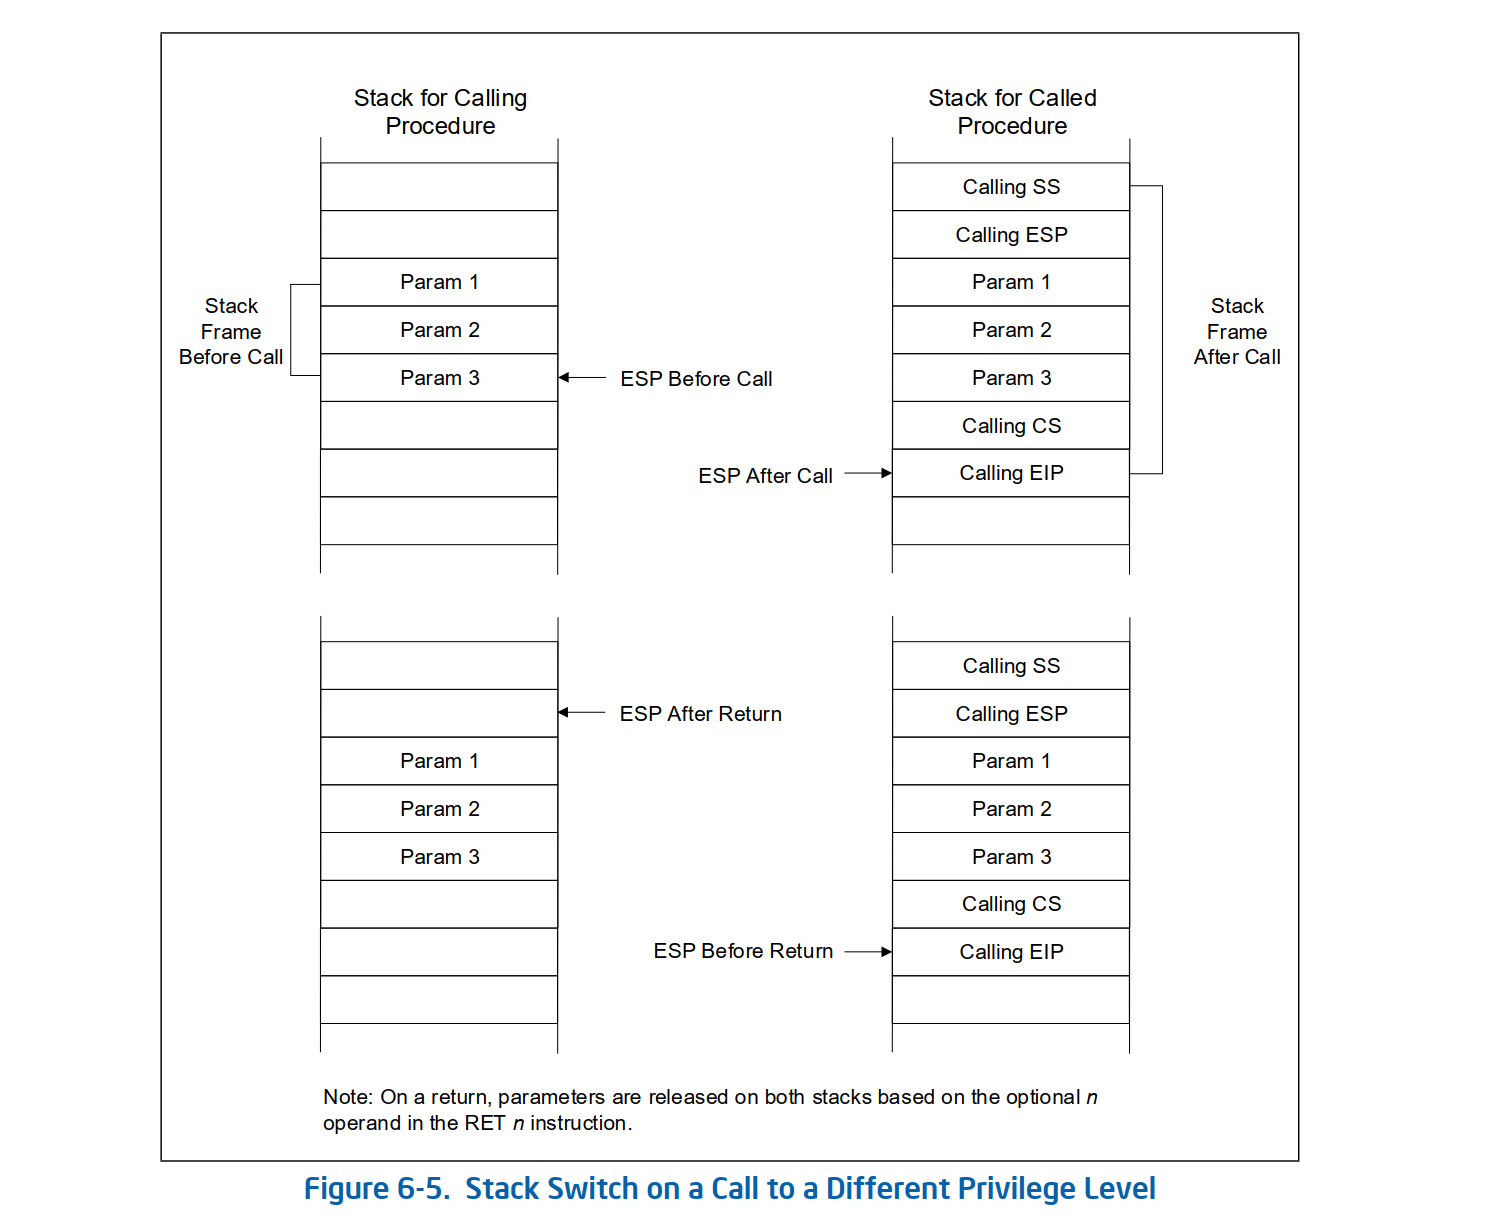 Stack for Calling
Procedure
Stack for Called
Procedure
Calling SS
Calling ESP
Param 1
Param 1
Stack
Frame
Before Call
Param 2
Param 2
Stack
Frame
After Call
Param 3
ESP Before Call
Param 3
Calling CS
ESP After Call
Calling EIP
Calling SS
ESP After Return
Calling ESP
Param 1
Param 1
Param 2
Param 2
Param 3
Param 3
Calling CS
ESP Before Return
Calling EIP
Note: On a return, parameters are released on both stacks based on the optional n
operand in the RET n instruction.
Figure 6-5. Stack Switch on a Call to a Different Privilege Level